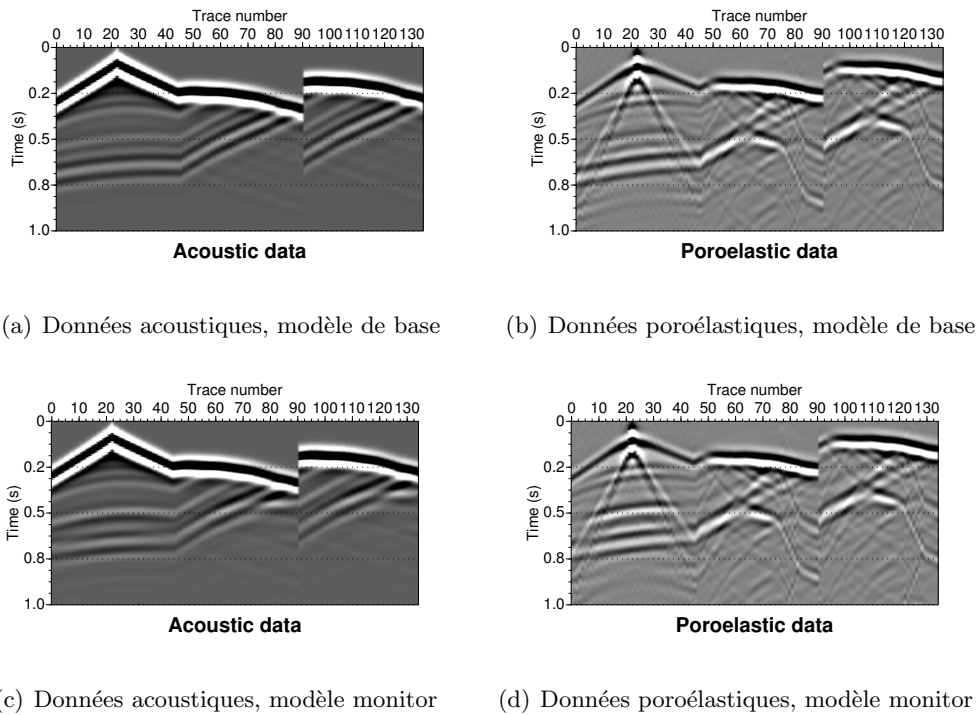 Trace number
0 10 20 30 40 50 60 70 80 90 100 110 120 130
0
0.2
0.5
0.8
1.0
Time (s)
Acoustic data
(a) Données acoustiques, modèle de base
Trace number
0 10 20 30 40 50 60 70 80 90 100 110 120 130
0
0.2
0.5
0.8
1.0
Time (s)
Poroelastic data
(b) Données poroélastiques, modèle de base
Trace number
0 10 20 30 40 50 60 70 80 90 100 110 120 130
0
0.2
0.5
0.8
1.0
Time (s)
Acoustic data
c) Données acoustiques, modèle monitor
Trace number
0 10 20 30 40 50 60 70 80 90 100 110 120 130
0
0.2
0.5
0.8
1.0
Time (s)
Poroelastic data
(d) Données poroélastiques, modèle monitor